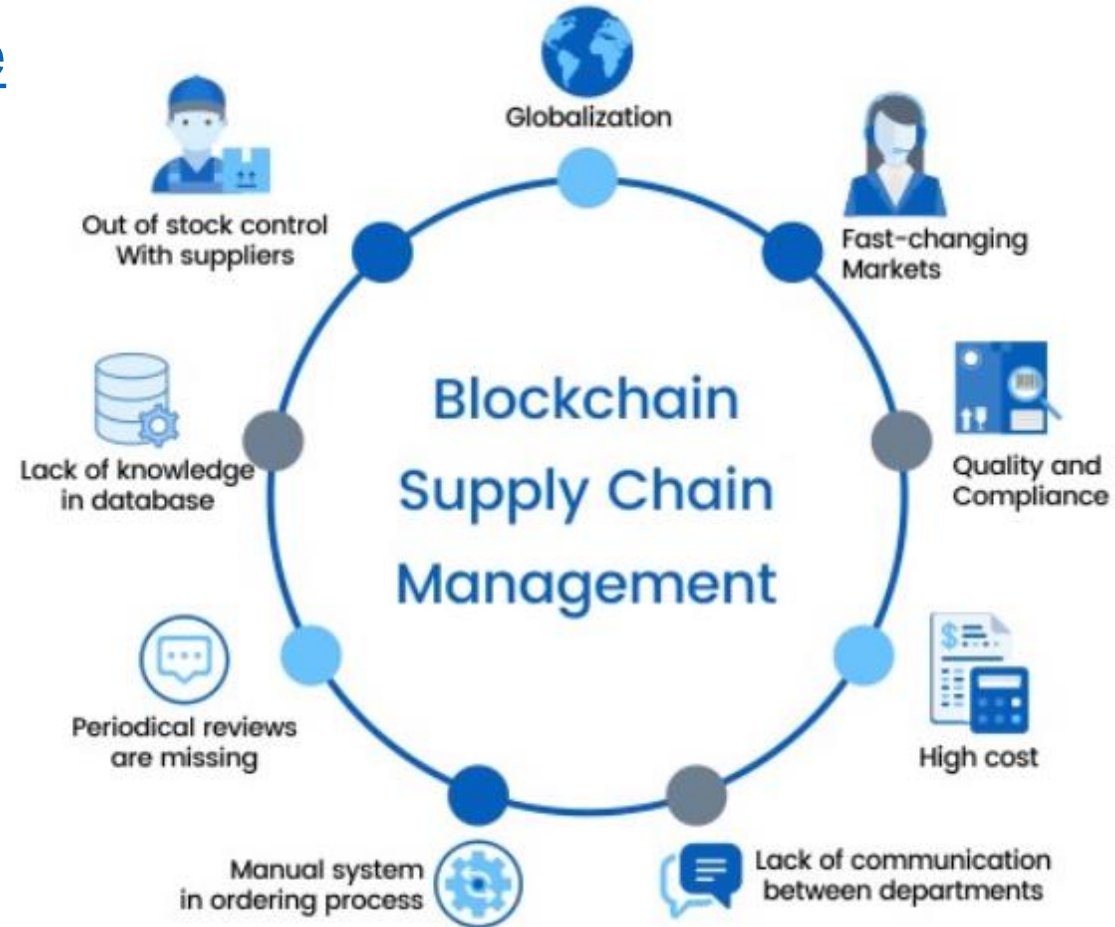 e
Globalization
Fast-changing
Markets
Quality and
Compliance
High cost
Lack of communication
between departments
Manual system
in ordering process
Periodical reviews
are missing
Lack of knowledge
in database
Out of stock control
With suppliers
Blockchain
Supply Chain
Management